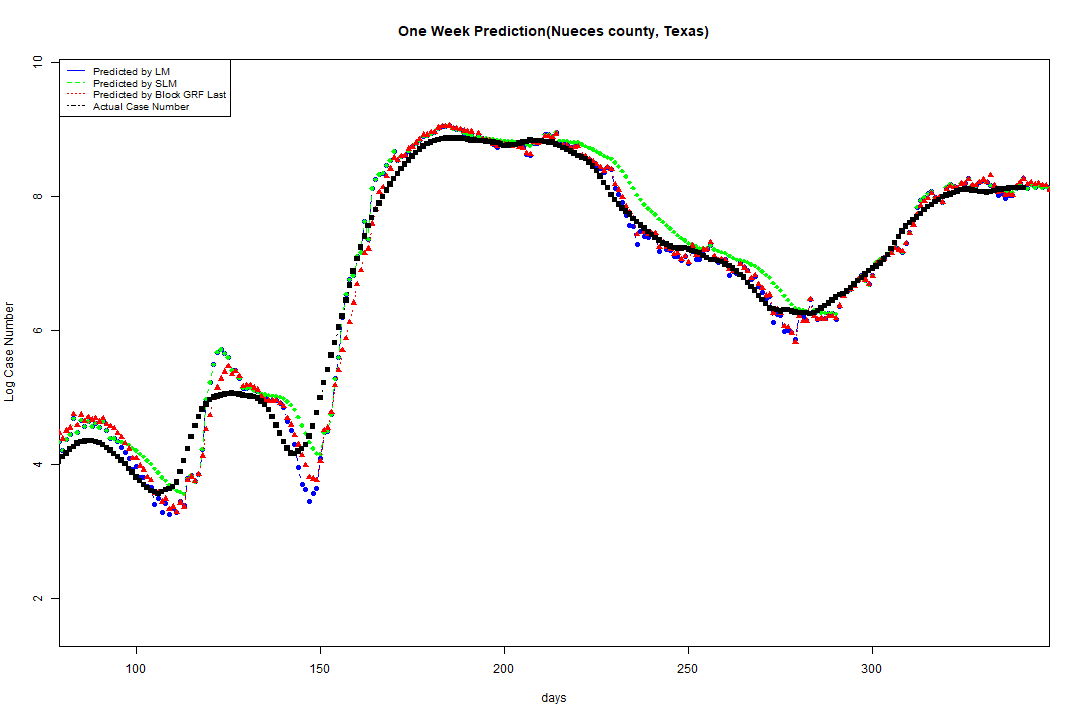 One Week Prediction(Nueces county, Texas)
Predicted by LM
Predicted by SLM
Predicted by Block GRF Last
Actual Case Number
10
8
6
4
2
Log Case Number
100 150 200 250 300
days